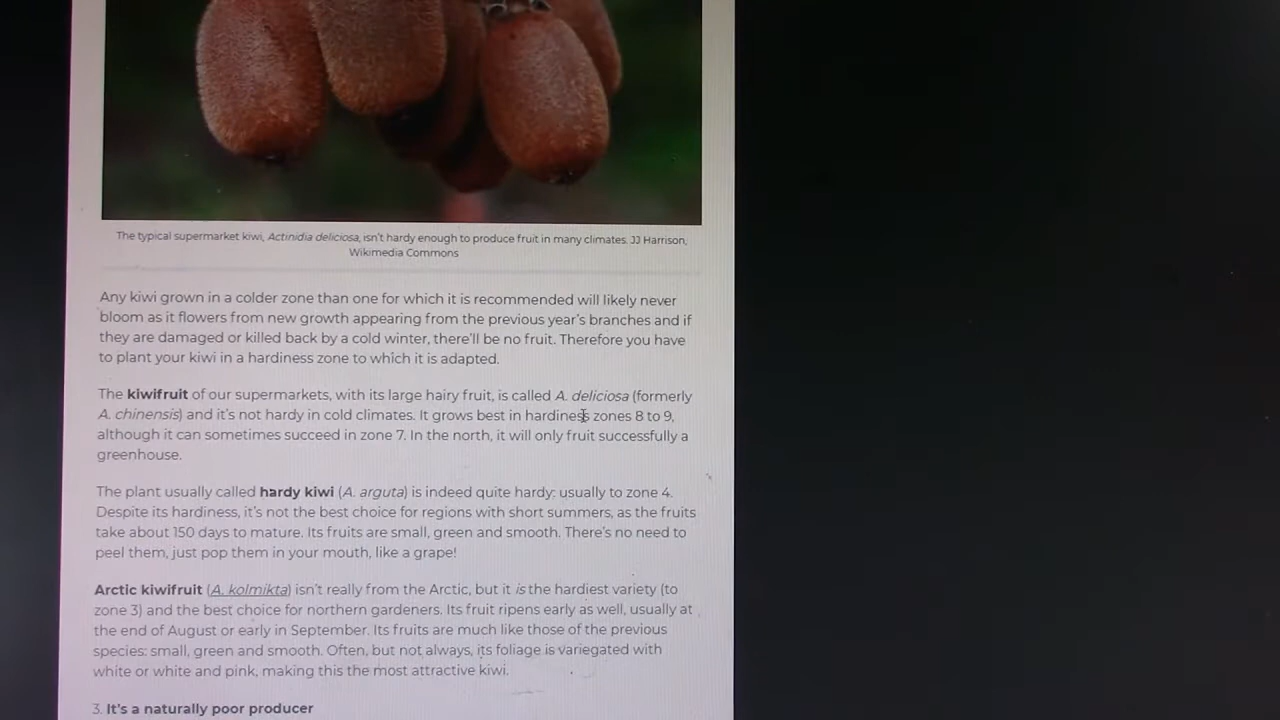 The typical supermarket kiwi, Actinidia deliciosa, isn't hardy enough to produce fruit in many climates. JJ Harrison,
Wikimedia Commons
Any kiwi grown in a colder zone than one for which it is recommended will likely never
bloom as it flowers from new growth appearing from the previous year's branches and if
they are damaged or killed back by a cold winter, there'll be no fruit. Therefore you have
to plant your kiwi in a hardiness zone to which it is adapted.
The kiwifruit of our supermarkets, with its large hairy fruit, is called A. deliciosa (formerly
A. chinensis) and it's not hardy in cold climates. It grows best in hardiness zones 8 to 9,
although it can sometimes succeed in zone 7. In the north, it will only fruit successfully a
greenhouse.
The plant usually called hardy kiwi (A. arguta) is indeed quite hardy: usually to zone 4.
Despite its hardiness, it's not the best choice for regions with short summers, as the fruits
take about 150 days to mature. Its fruits are small, green and smooth. There's no need to
peel them, just pop them in your mouth, like a grape!
Arctic kiwifruit (A. kolmikta) isn't really from the Arctic, but it is the hardiest variety (to
zone 3) and the best choice for northern gardeners. Its fruit ripens early as well, usually at
the end of August or early in September. Its fruits are much like those of the previous
species: small, green and smooth. Often, but not always, its foliage is variegated with
white or white and pink, making this the most attractive kiwi.
3. It's a naturally poor producer